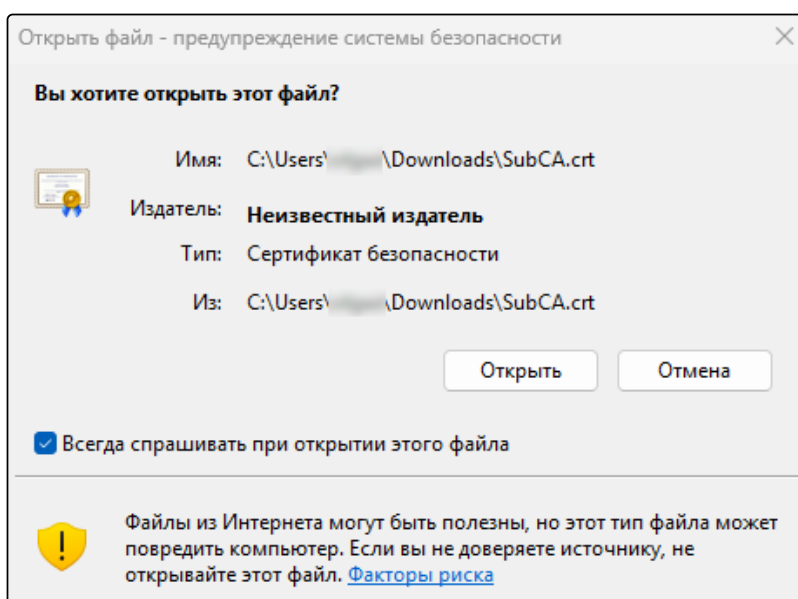 Открыть файл - предупреждение системы безопасности
Вы хотите открыть этот файл?
Имя: C:\Users\ \Downloads\SubCA.crt
Издатель: Неизвестный издатель
Тип: Сертификат безопасности
Из: C:\Users\ \Downloads\SubCA.crt
Открыть Отмена
Всегда спрашивать при открытии этого файла
Файлы из Интернета могут быть полезны, но этот тип файла может
повредить компьютер. Если вы не доверяете источнику, не
открывайте этот файл. Факторы риска